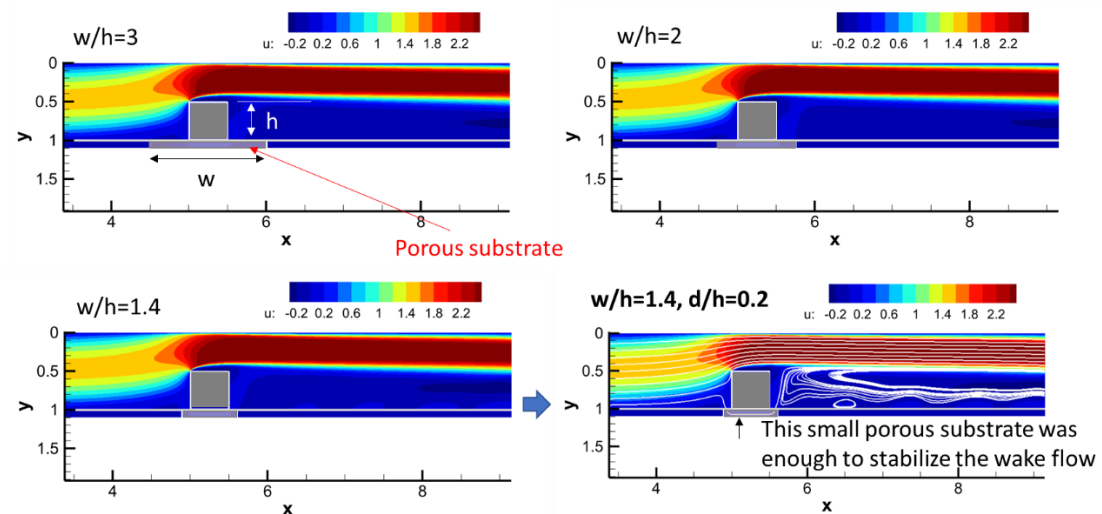 w/h=3
u: -0.2 0.2 0.6 1 1.4 1.8 2.2
0
0.5
1
1.5
y
h
w
4 6 8
x
Porous substrate
w/h=2
u: -0.2 0.2 0.6 1 1.4 1.8 2.2
0
0.5
1
1.5
y
4 6 8
x
w/h=1.4
u: -0.2 0.2 0.6 1 1.4 1.8 2.2
0
0.5
1
1.5
y
4 6 8
x
w/h=1.4, d/h=0.2
u: -0.2 0.2 0.6 1 1.4 1.8 2.2
0
0.5
1
1.5
y
This small porous substrate was
enough to stabilize the wake flow
4 6 8
x